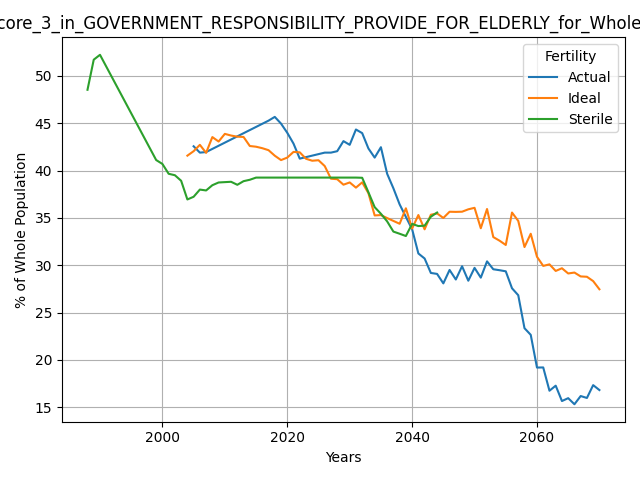 core_3_in_GOVERNMENT_RESPONSIBILITY_PROVIDE_FOR_ELDERLY_for_Whole
Fertility
Actual
Ideal
Sterile
% of Whole Population
50
45
40
35
30
25
20
15
2000
2020
2040
2060
Years